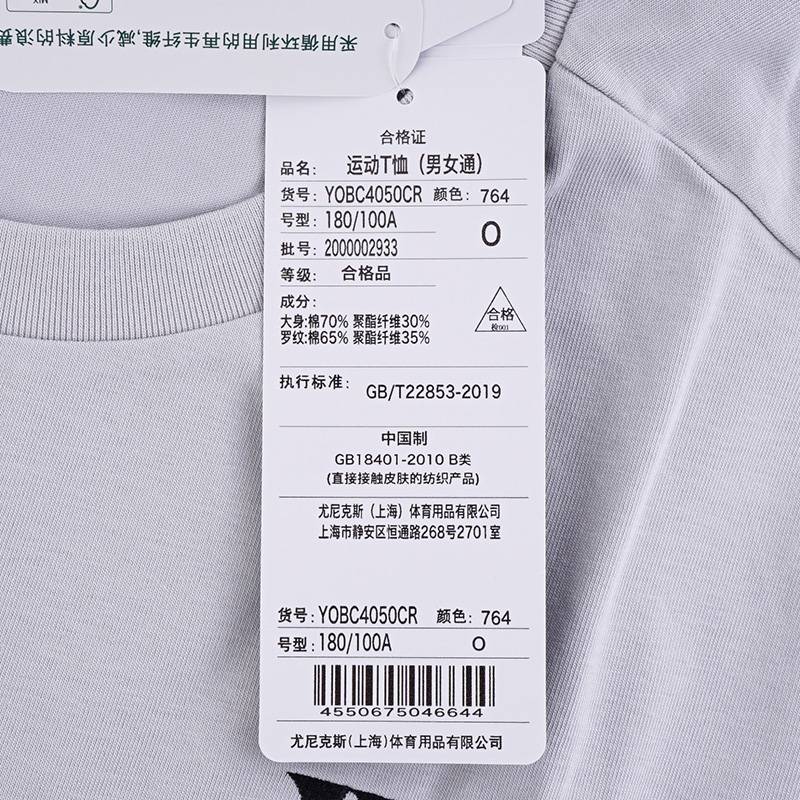 MIX
采用循环利用的再生纤维,减少原料的浪费
合格证
品名: 运动T恤(男女通)
货号: YOBC4050CR 颜色: 764
号型: 180/100A
O
批号: 2000002933
等级: 合格品
成分:
大身:棉70% 聚酯纤维30%
罗纹:棉65% 聚酯纤维35%
合格
检001
执行标准: GB/T22853-2019
中国制
GB18401-2010 B类
(直接接触皮肤的纺织产品)
尤尼克斯(上海)体育用品有限公司
上海市静安区恒通路268号2701室
货号: YOBC4050CR 颜色: 764
号型: 180/100A O
4550675046644
尤尼克斯(上海)体育用品有限公司